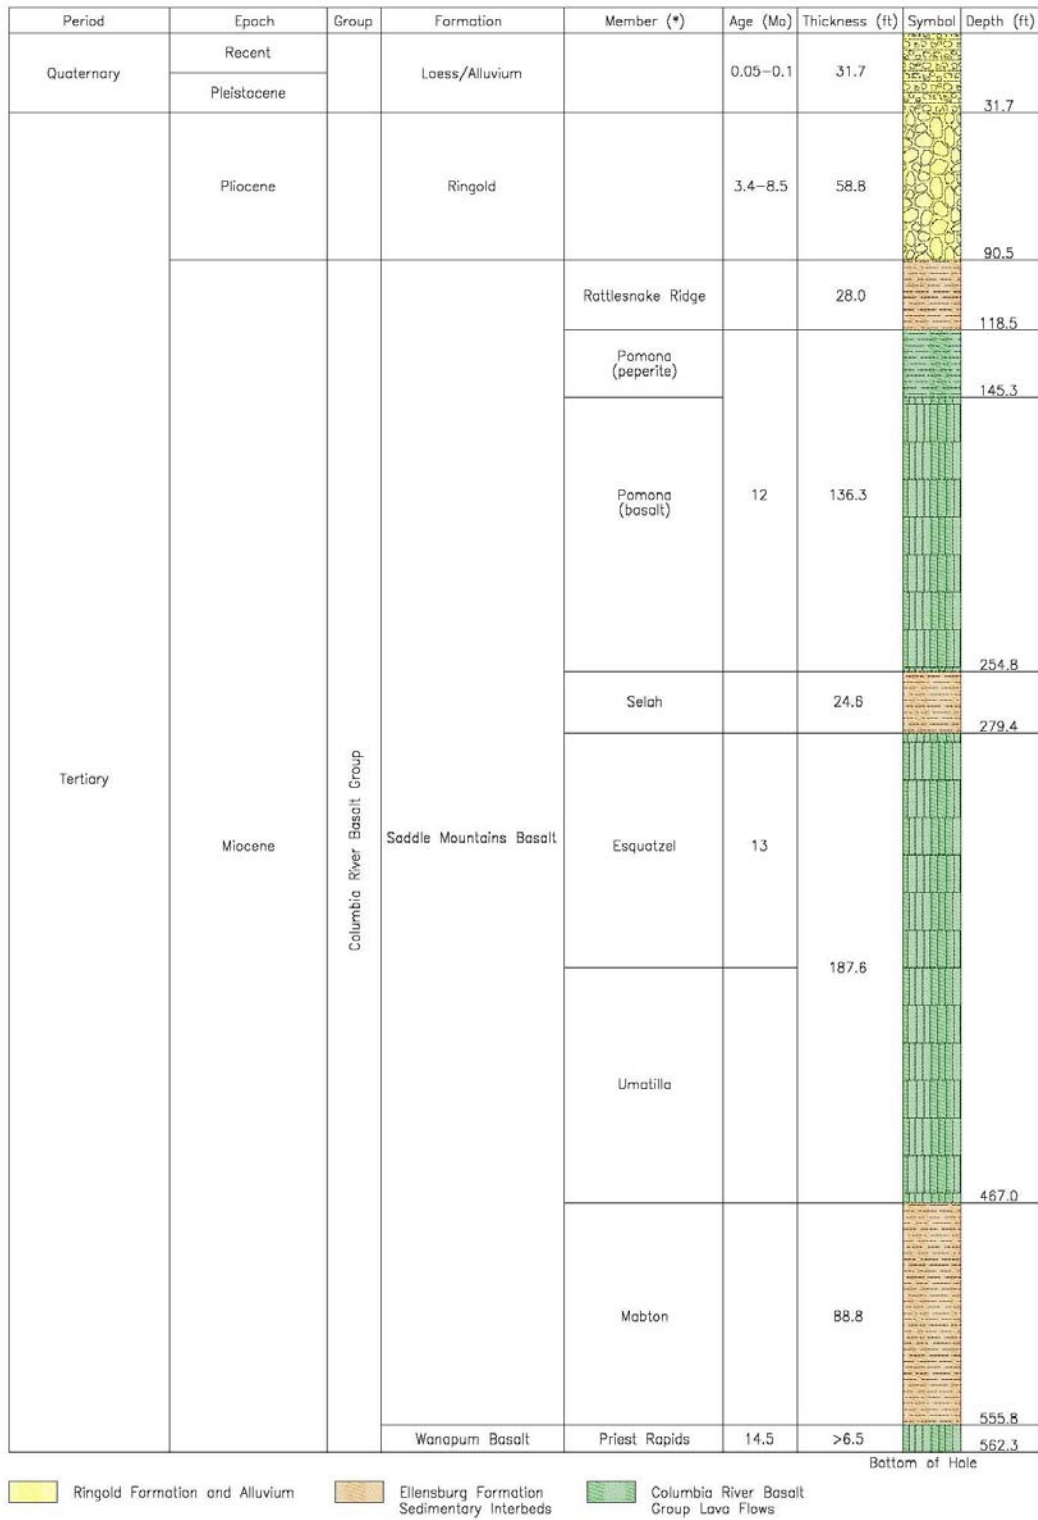 Period Epoch Group Formation Member (*) Age (Ma) Thickness (ft) Symbol Depth (ft)
Quaternary Recent Loess/Alluvium 0.05–0.1 31.7
Pleistocene
31.7
Pliocene Ringold 3.4–8.5 58.8
90.5
Rattlesnake Ridge 28.0
118.5
Pomona
(peperite)
145.3
Pomona
(basalt)
12 136.3
254.8
Selah 24.6
279.4
Tertiary
Miocene
Columbia River Basalt Group
Saddle Mountains Basalt
Esquatzel 13
187.6
Umatilla
467.0
Mabton 88.8
555.8
Wanapum Basalt Priest Rapids 14.5 >6.5
562.3
Bottom of Hole
Ringold Formation and Alluvium
Ellensburg Formation
Sedimentary Interbeds
Columbia River Basalt
Group Lava Flows